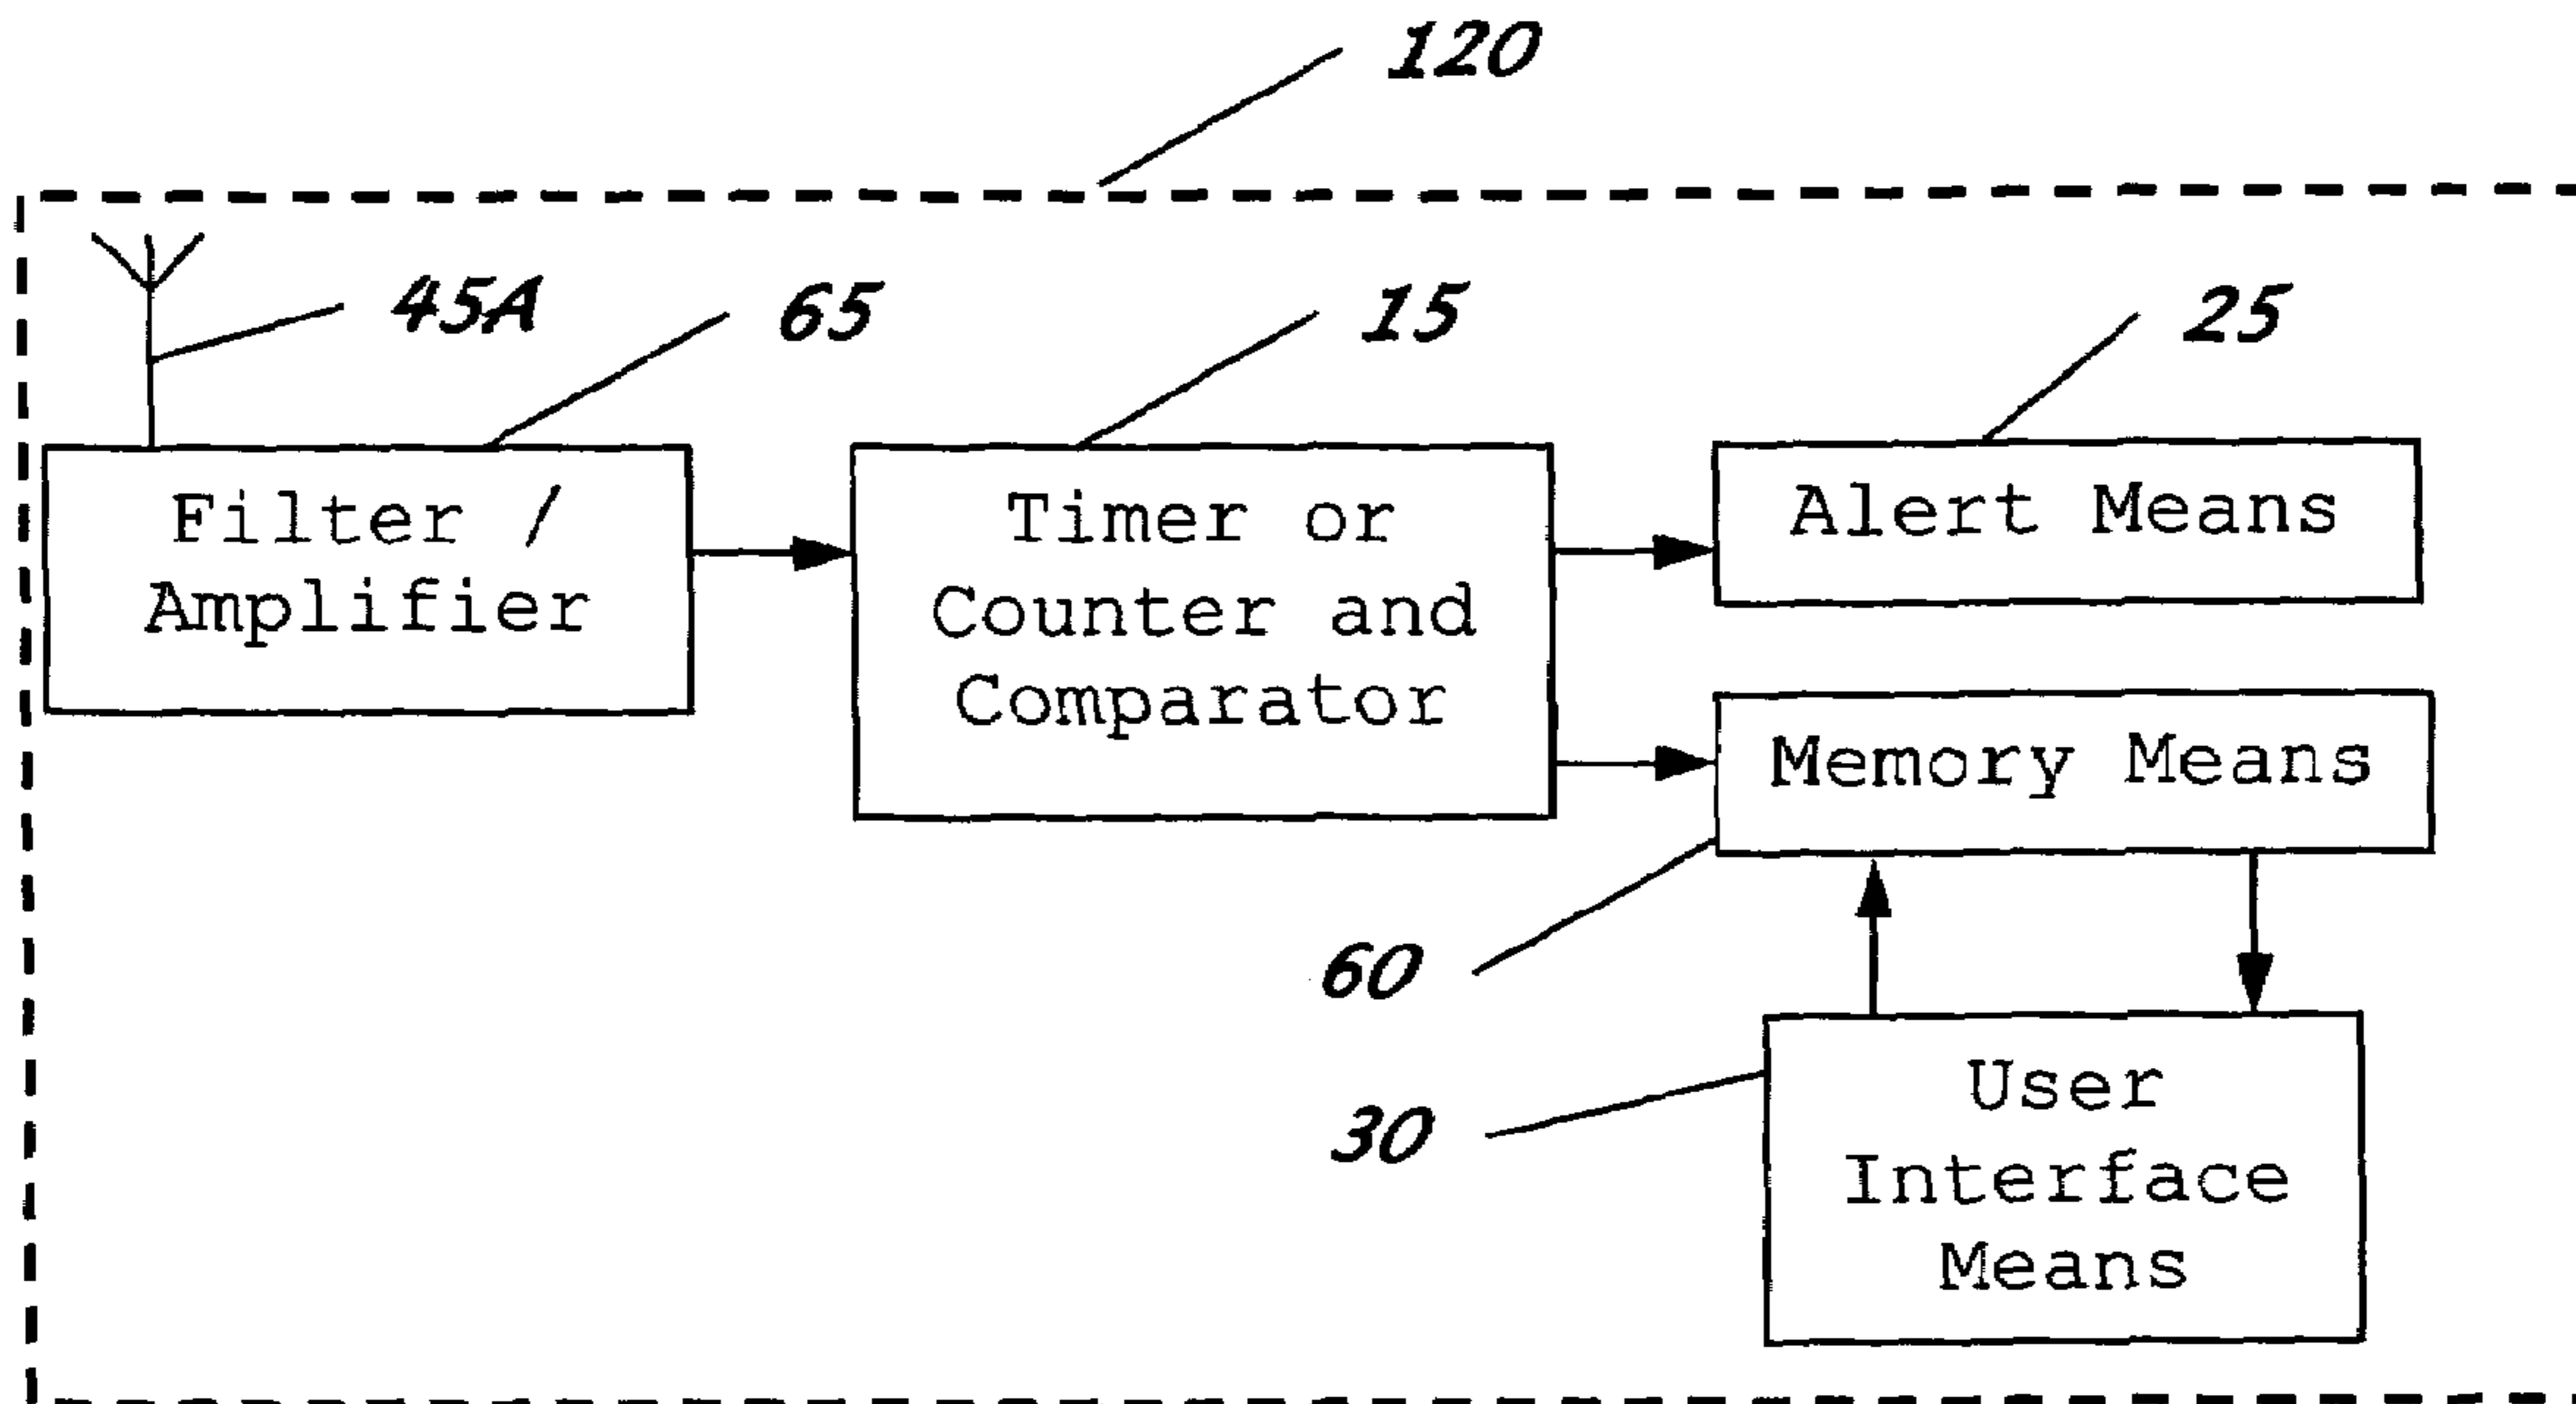 120
45A
65
15
25
Filter /
Amplifier
Timer or
Counter and
Comparator
Alert Means
Memory Means
60
30
User
Interface
Means